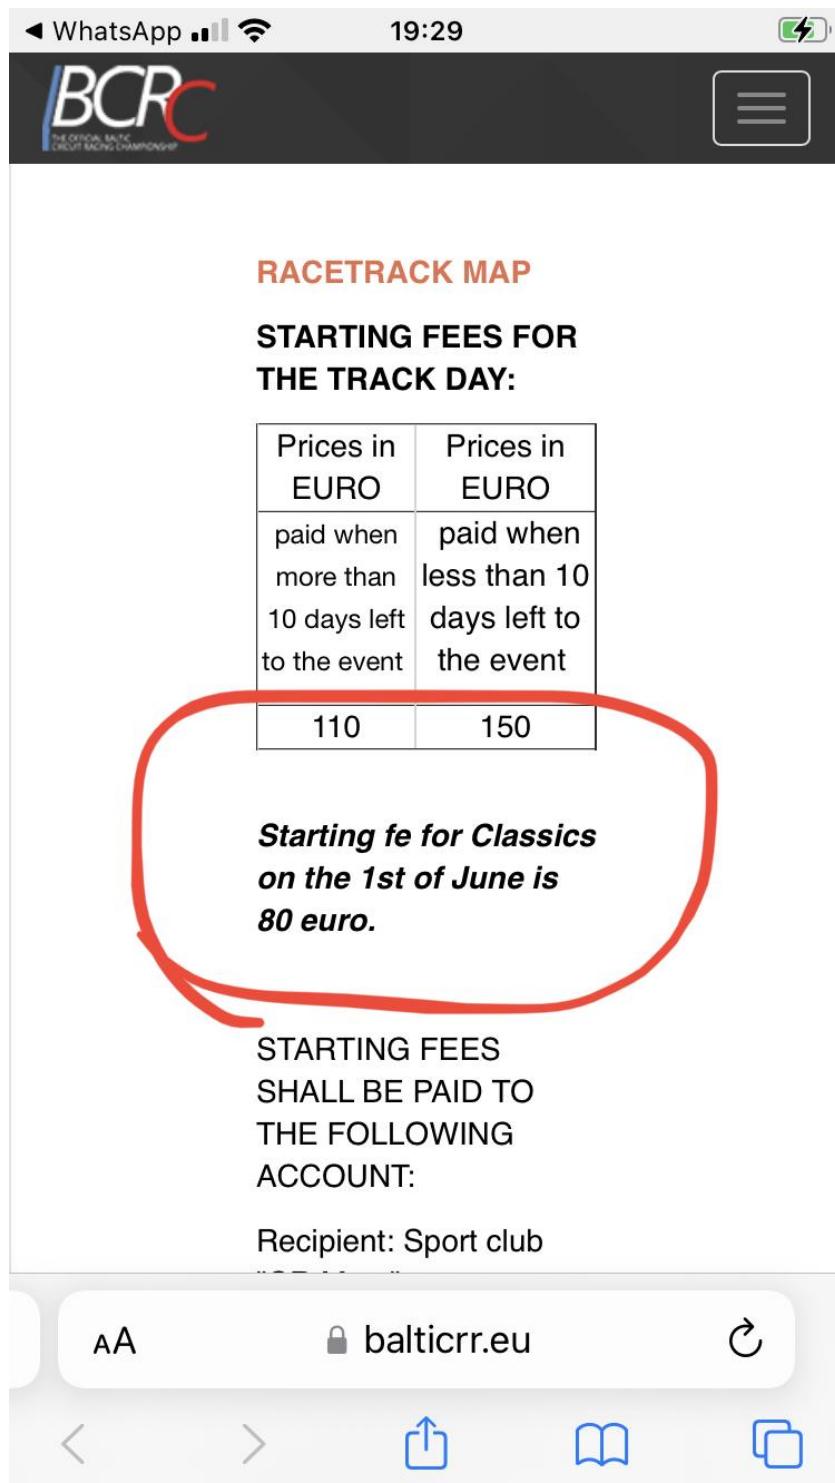 WhatsApp
19:29
BCRC
THE OFFICIAL BALTIC
CIRCUIT RACING CHAMPIONSHIP
RACETRACK MAP
STARTING FEES FOR
THE TRACK DAY:
Prices in Prices in
EURO EURO
paid when paid when
more than less than 10
10 days left days left to
to the event the event
110 150
Starting fe for Classics
on the 1st of June is
80 euro.
STARTING FEES
SHALL BE PAID TO
THE FOLLOWING
ACCOUNT:
Recipient: Sport club
AA balticrr.eu